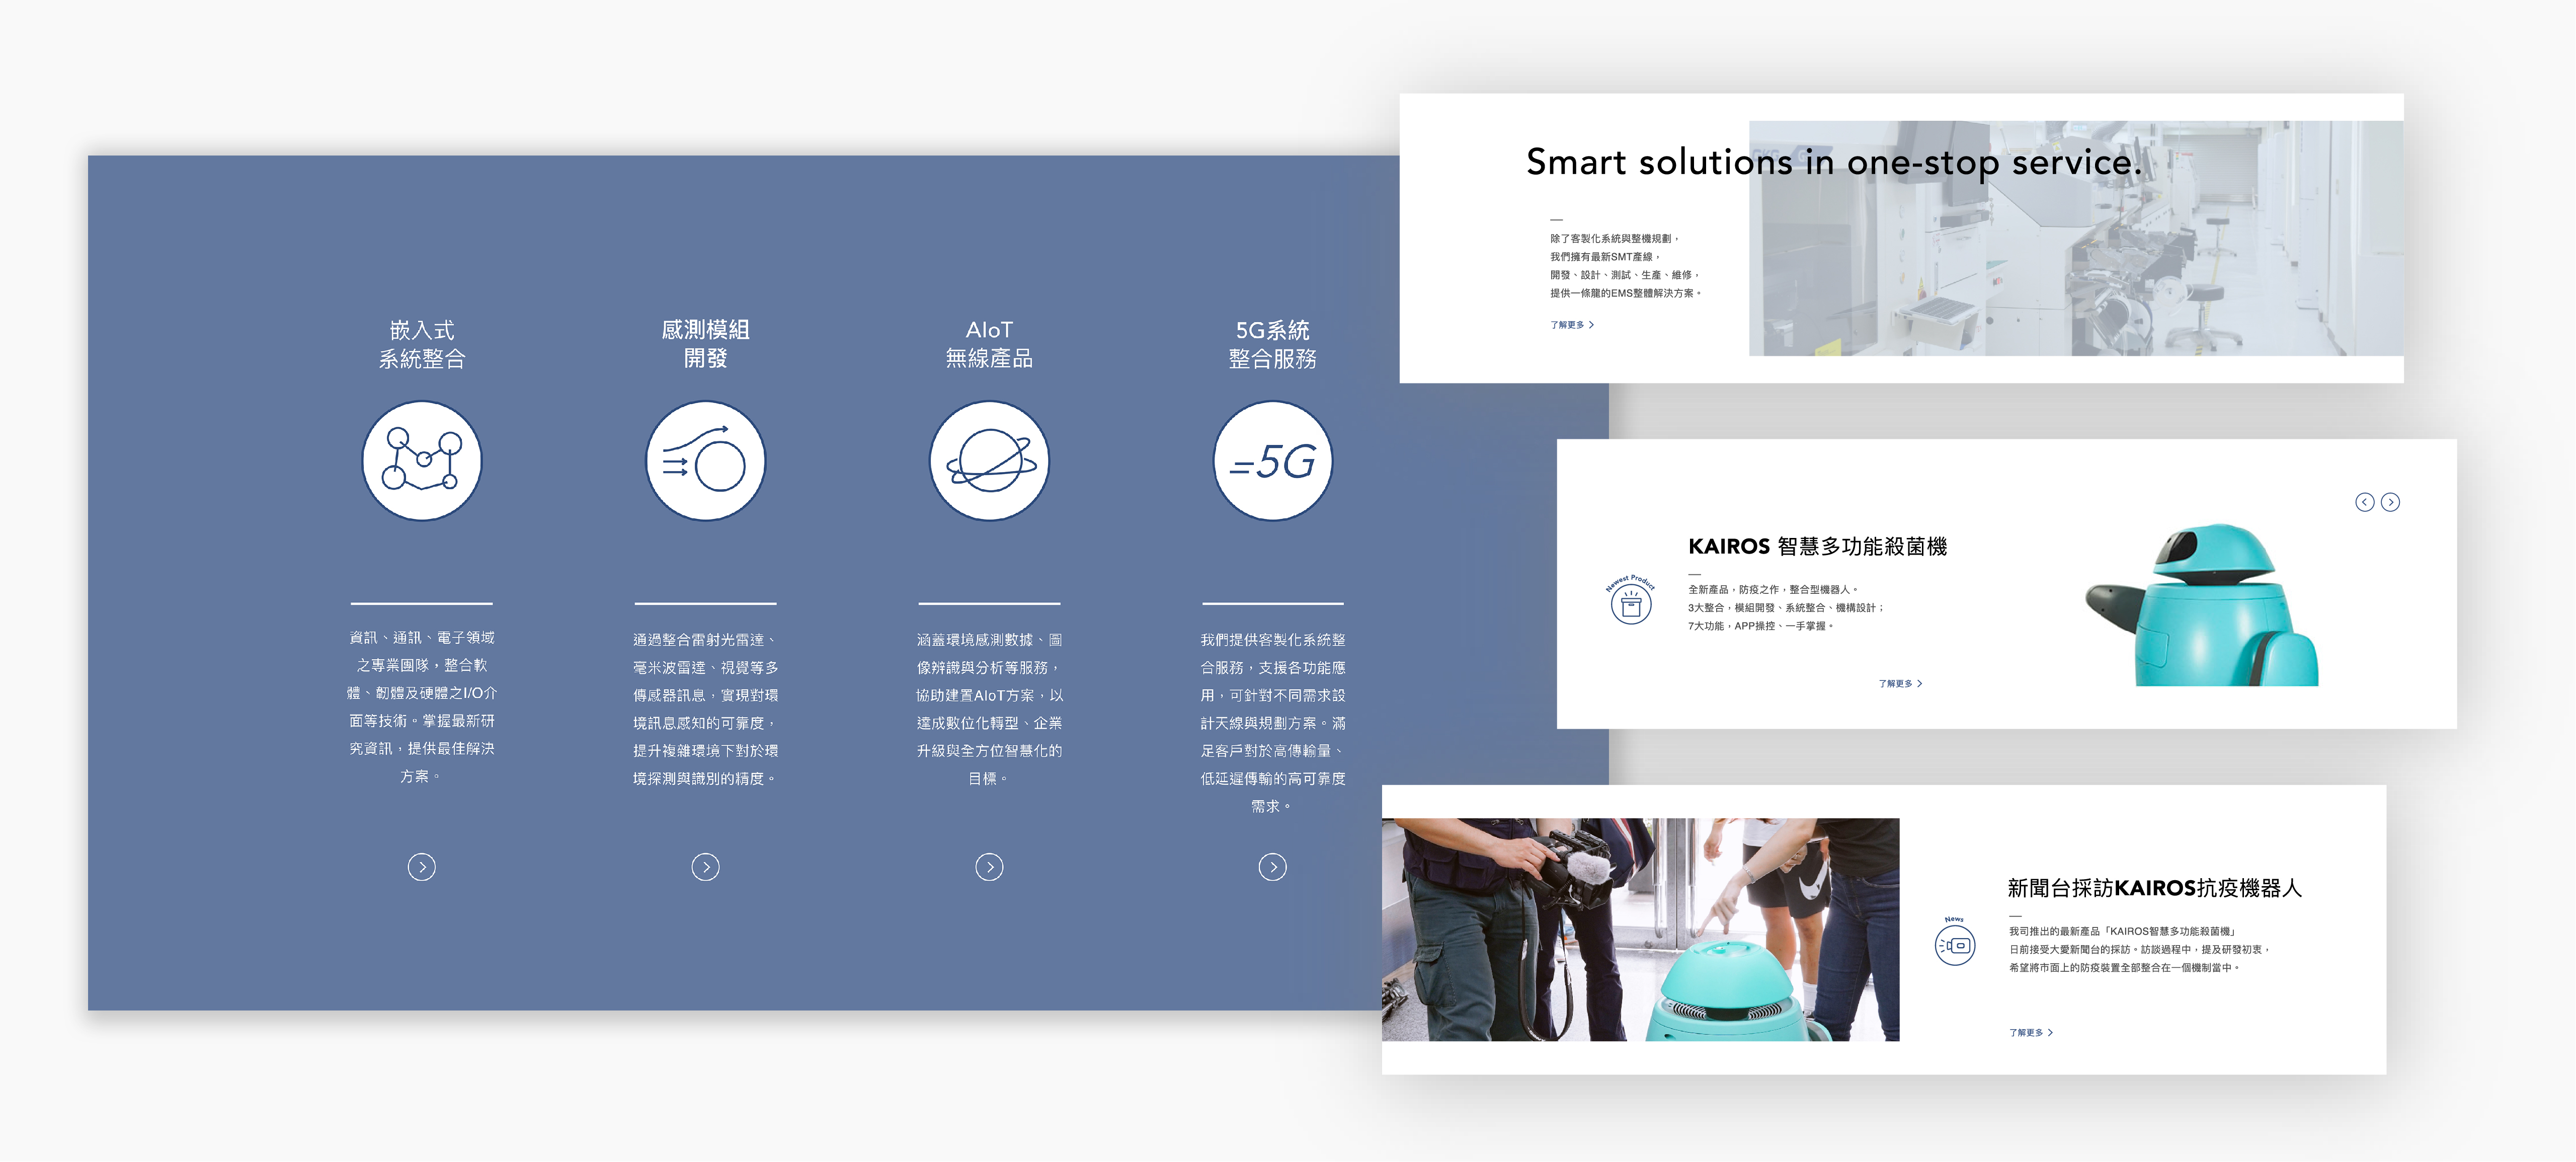 嵌入式
系統整合
資訊、通訊、電子領域
之專業團隊，整合軟
體、韌體及硬體之I/O介
面等技術。掌握最新研
究資訊，提供最佳解決
方案。
感測模組
開發
通過整合雷射光雷達、
毫米波雷達、視覺等多
傳感器訊息，實現對環
境訊息感知的可靠度，
提升複雜環境下對於環
境探測與識別的精度。
AIoT
無線產品
涵蓋環境感測數據、圖
像辨識與分析等服務，
協助建置AIoT方案，以
達成數位化轉型、企業
升級與全方位智慧化的
目標。
5G系統
整合服務
=5G
我們提供客製化系統整
合服務，支援各功能應
用，可針對不同需求設
計天線與規劃方案。滿
足客戶對於高傳輸量、
低延遲傳輸的高可靠度
需求。
Smart solutions in one-stop service.
除了客製化系統與整機規劃，
我們擁有最新SMT產線，
開發、設計、測試、生產、維修，
提供一條龍的EMS整體解決方案。
了解更多
KAIROS 智慧多功能殺菌機
Newest Product
全新產品，防疫之作，整合型機器人。
3大整合，模組開發、系統整合、機構設計；
7大功能，APP操控、一手掌握。
了解更多
新聞台採訪KAIROS抗疫機器人
News
我司推出的最新產品「KAIROS智慧多功能殺菌機」
日前接受大愛新聞台的採訪。訪談過程中，提及研發初衷，
希望將市面上的防疫裝置全部整合在一個機制當中。
了解更多